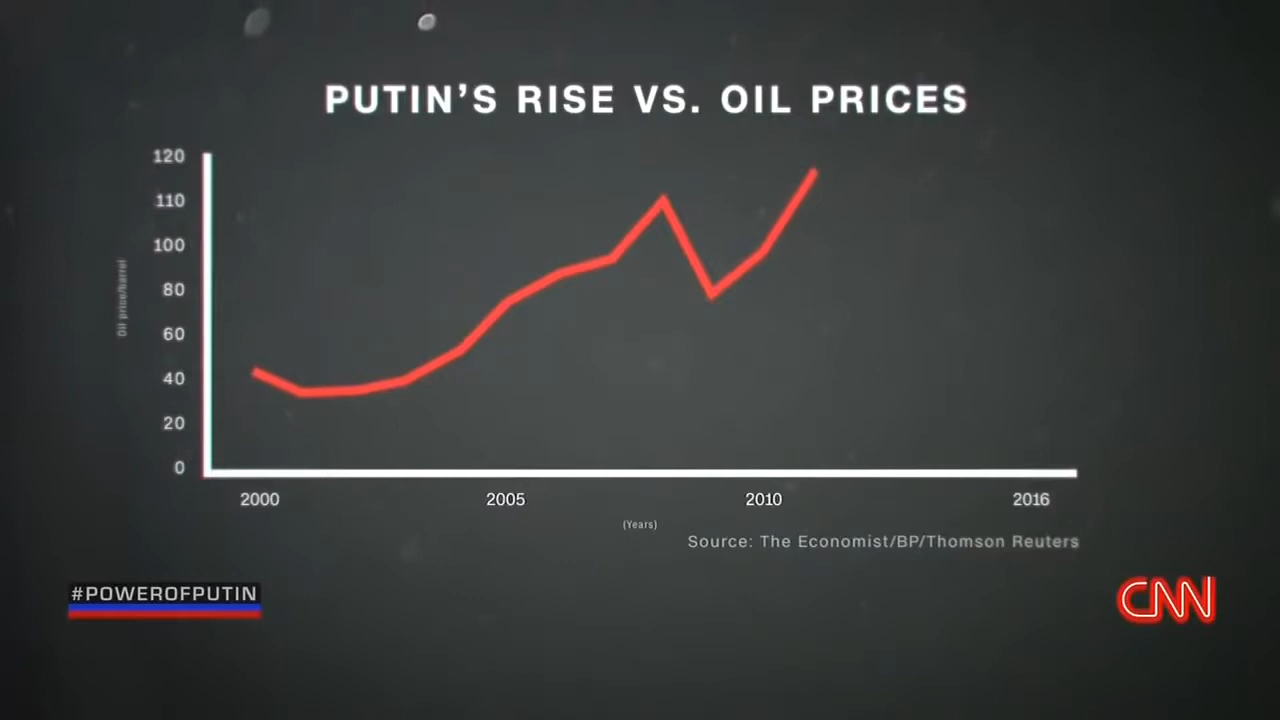 PUTIN'S RISE VS. OIL PRICES
120
110
100
80
60
40
20
0
Oil price/barrel
2000
2005
2010
2016
(Years)
Source: The Economist/BP/Thomson Reuters
#POWEROFPUTIN
CNN